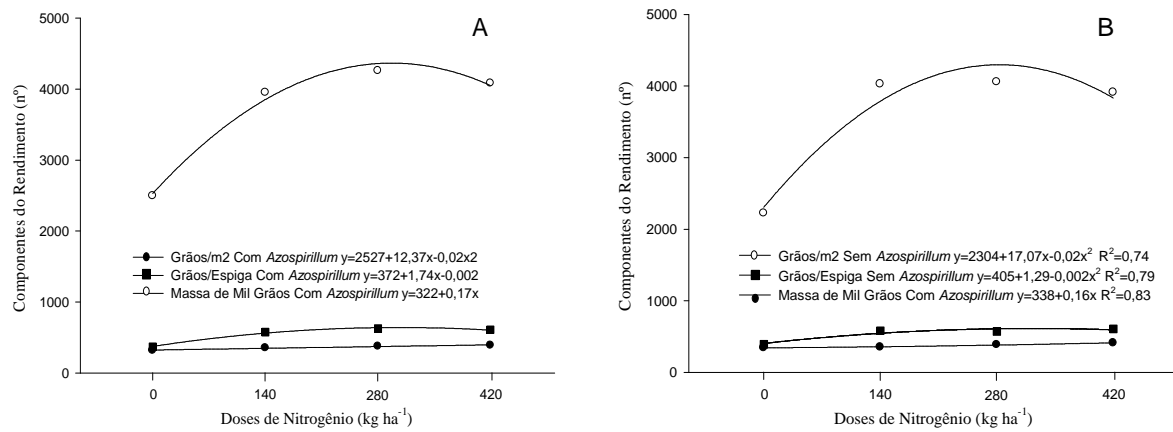 A
5000
4000
3000
2000
1000
0
Componentes do Rendimento (nº)
Grãos/m2 Com Azospirillum y=2527+12,37x-0,02x2
Grãos/Espiga Com Azospirillum y=372+1,74x-0,002
Massa de Mil Grãos Com Azospirillum y=322+0,17x
0 140 280 420
Doses de Nitrogênio (kg ha-1)
B
5000
4000
3000
2000
1000
0
Componentes do Rendimento (nº)
Grãos/m2 Sem Azospirillum y=2304+17,07x-0,02x² R²=0,74
Grãos/Espiga Sem Azospirillum y=405+1,29-0,002x² R²=0,79
Massa de Mil Grãos Com Azospirillum y=338+0,16x R²=0,83
0 140 280 420
Doses de Nitrogênio (kg ha-1)